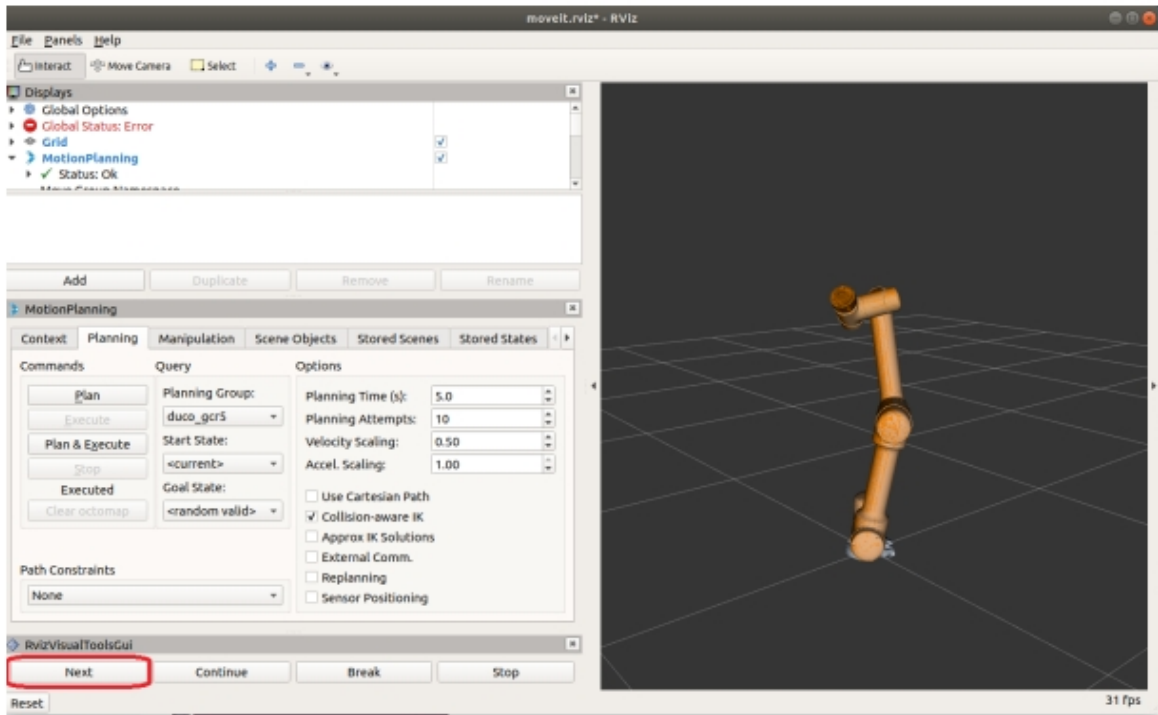 moveit.rviz* - RViz
File Panels Help
Interact Move Camera Select
Displays
Global Options
Global Status: Error
Grid
MotionPlanning
Status: Ok
Move Group Namespace
Add Duplicate Remove Rename
MotionPlanning
Context Planning Manipulation Scene Objects Stored Scenes Stored States
Commands Query Options
Plan Planning Group: Planning Time (s): 5.0
Execute duco_gcr5 Planning Attempts: 10
Plan & Execute Start State: Velocity Scaling: 0.50
Stop <current> Accel. Scaling: 1.00
Executed Goal State: Use Cartesian Path
Clear octomap <random valid> Collision-aware IK
Approx IK Solutions
External Comm.
Path Constraints Replanning
None Sensor Positioning
RvizVisualToolsGui
Next Continue Break Stop
Reset 31 fps